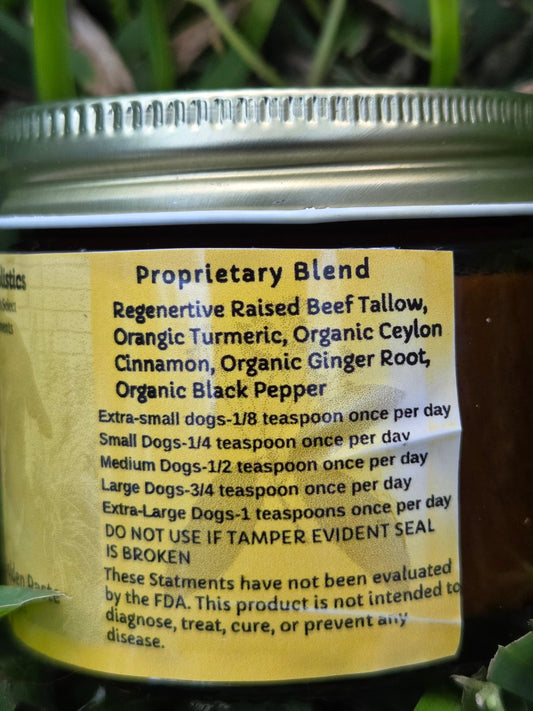 Proprietary Blend
Regenertive Raised Beef Tallow,
Orangic Turmeric, Organic Ceylon
Cinnamon, Organic Ginger Root,
Organic Black Pepper
Extra-small dogs-1/8 teaspoon once per day
Small Dogs-1/4 teaspoon once per day
Medium Dogs-1/2 teaspoon once per day
Large Dogs-3/4 teaspoon once per day
Extra-Large Dogs-1 teaspoons once per day
DO NOT USE IF TAMPER EVIDENT SEAL
IS BROKEN
These Statments have not been evaluated
by the FDA. This product is not intended to
diagnose, treat, cure, or prevent any
disease.
Paste